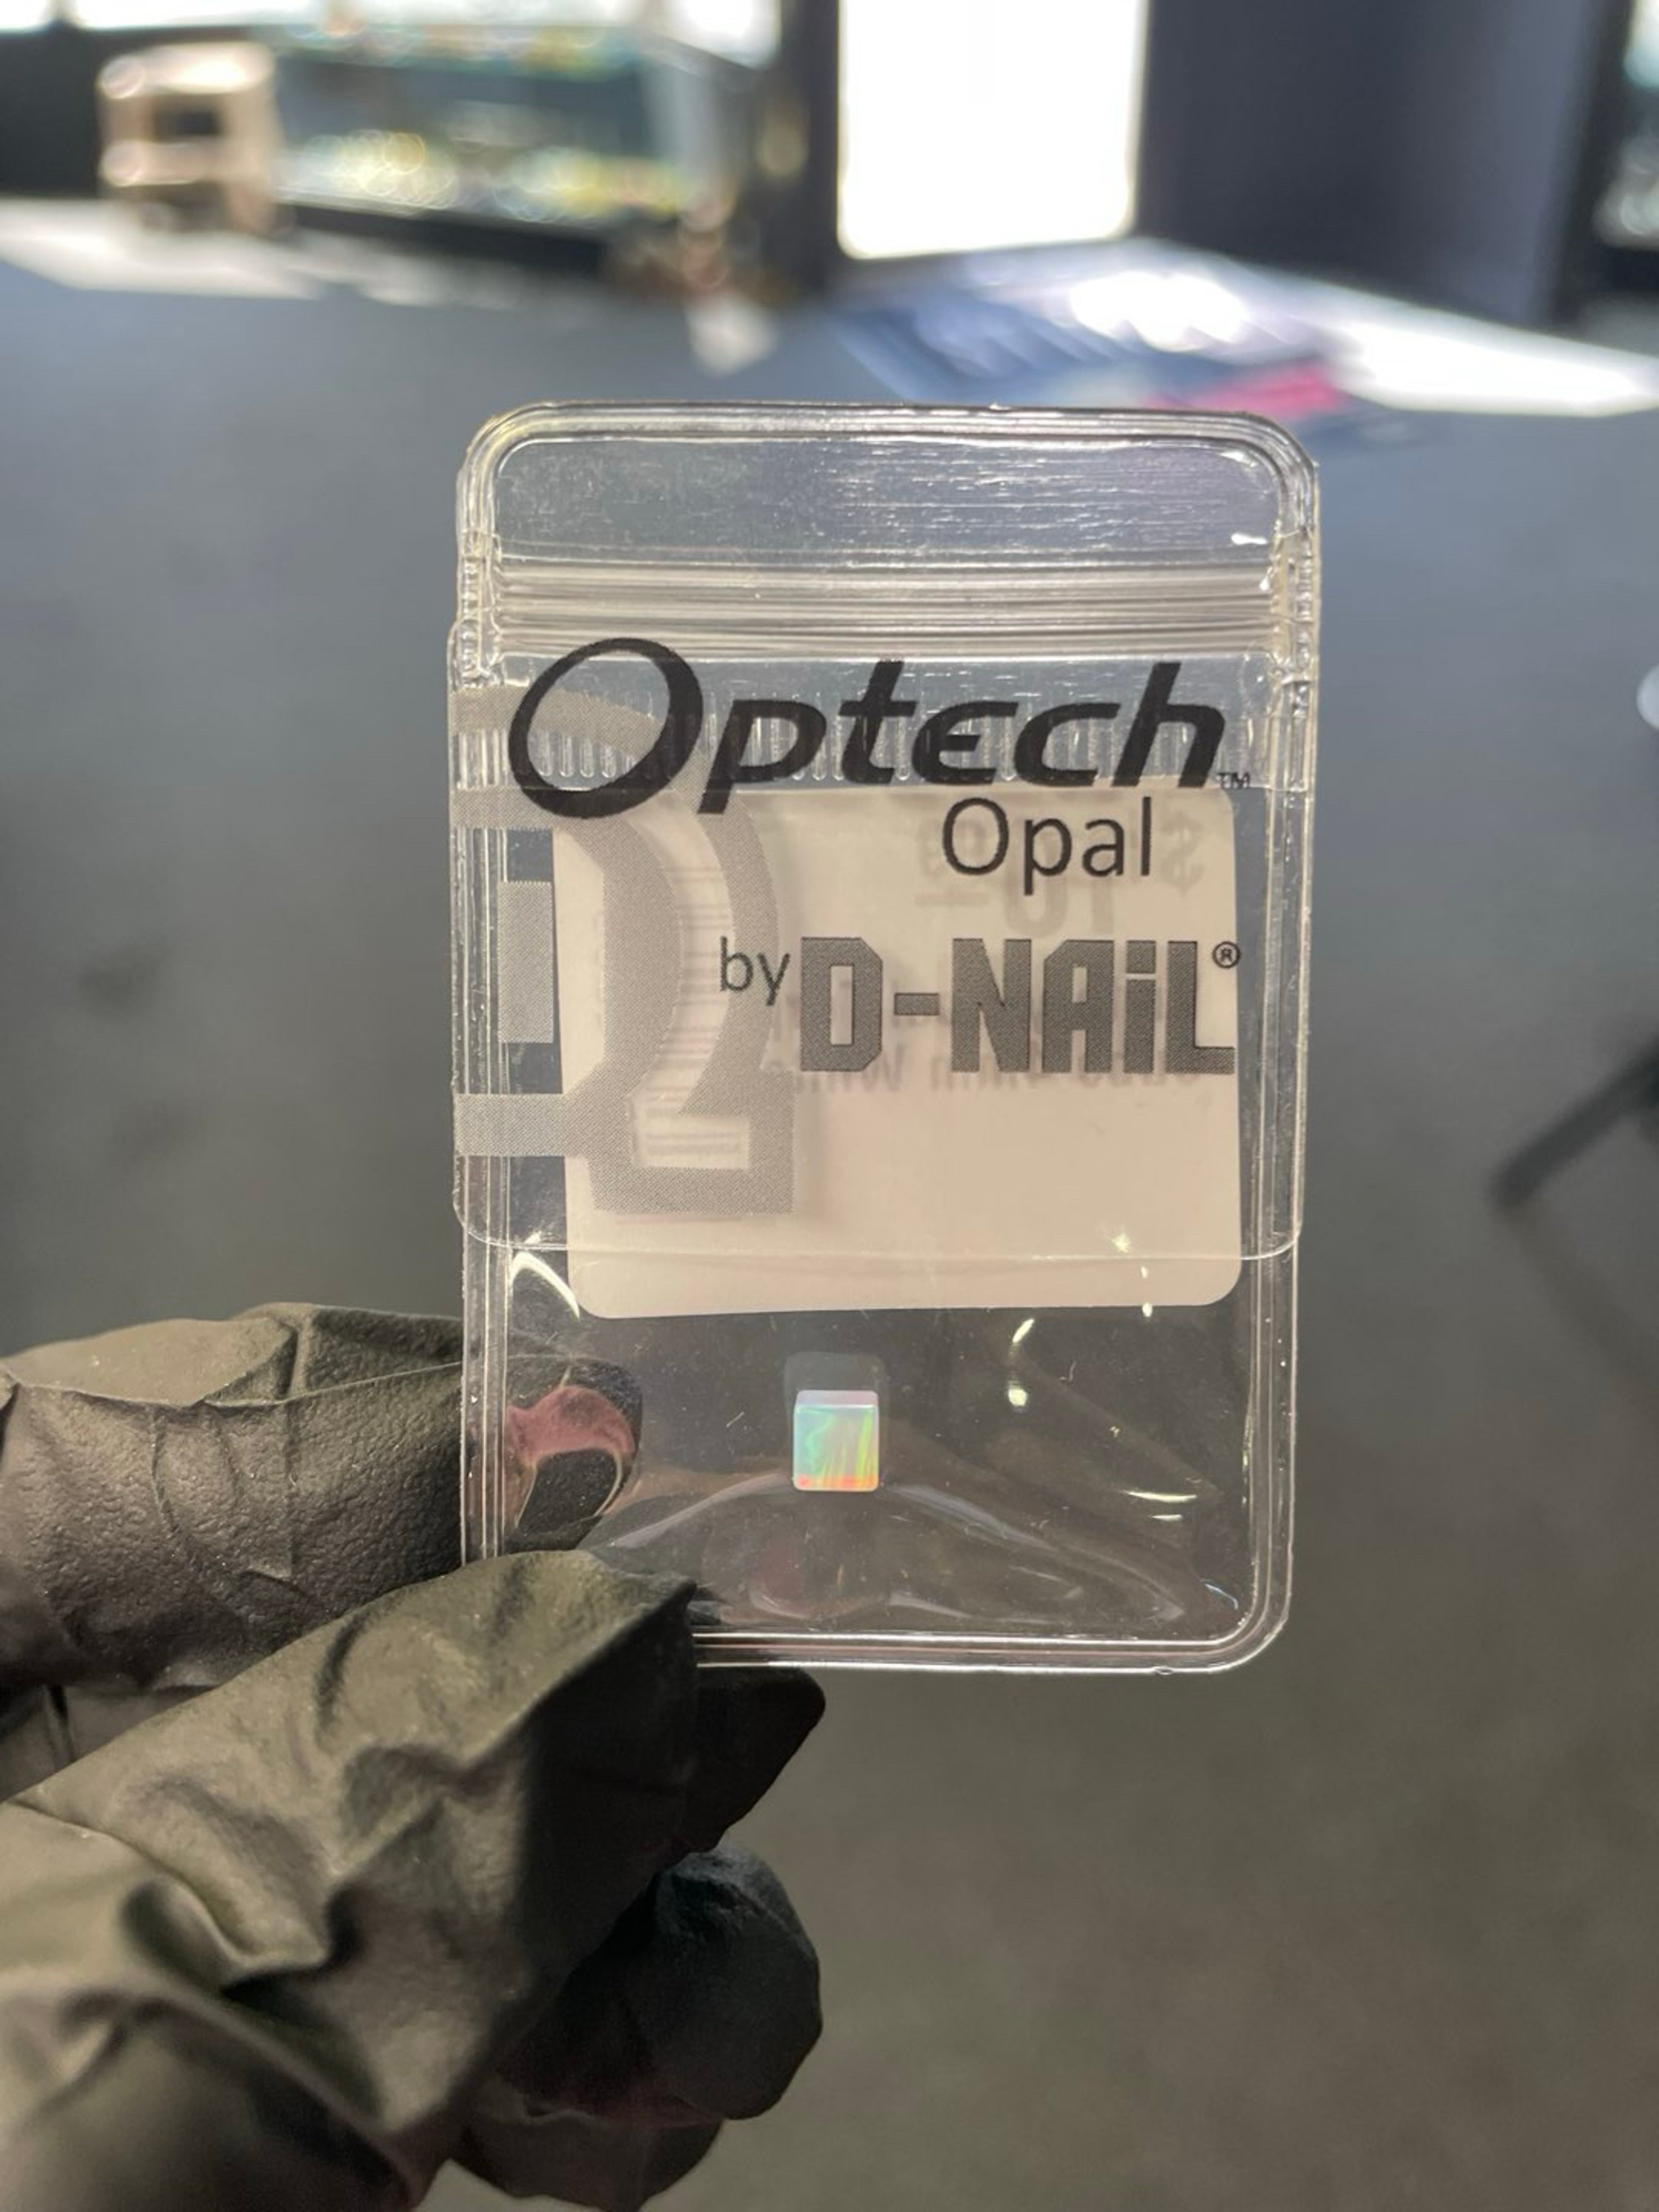 Optech™
Opal
by D-NAiL®